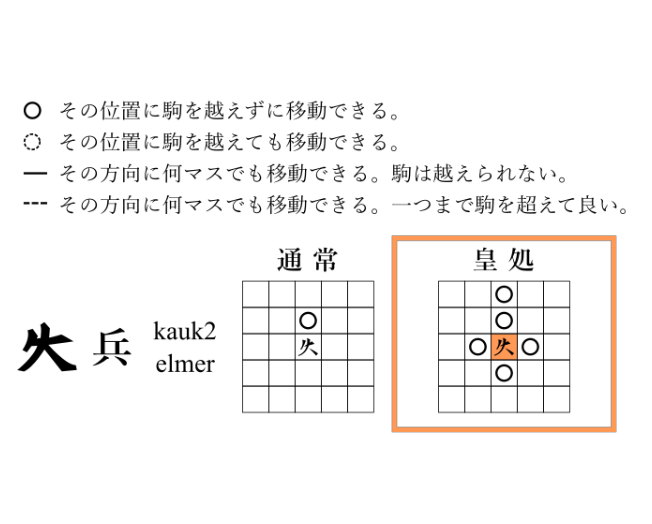 その位置に駒を越えずに移動できる。
その位置に駒を越えても移動できる。
その方向に何マスでも移動できる。駒は越えられない。
その方向に何マスでも移動できる。一つまで駒を超えて良い。
通常
皇処
兵
kauk2
elmer